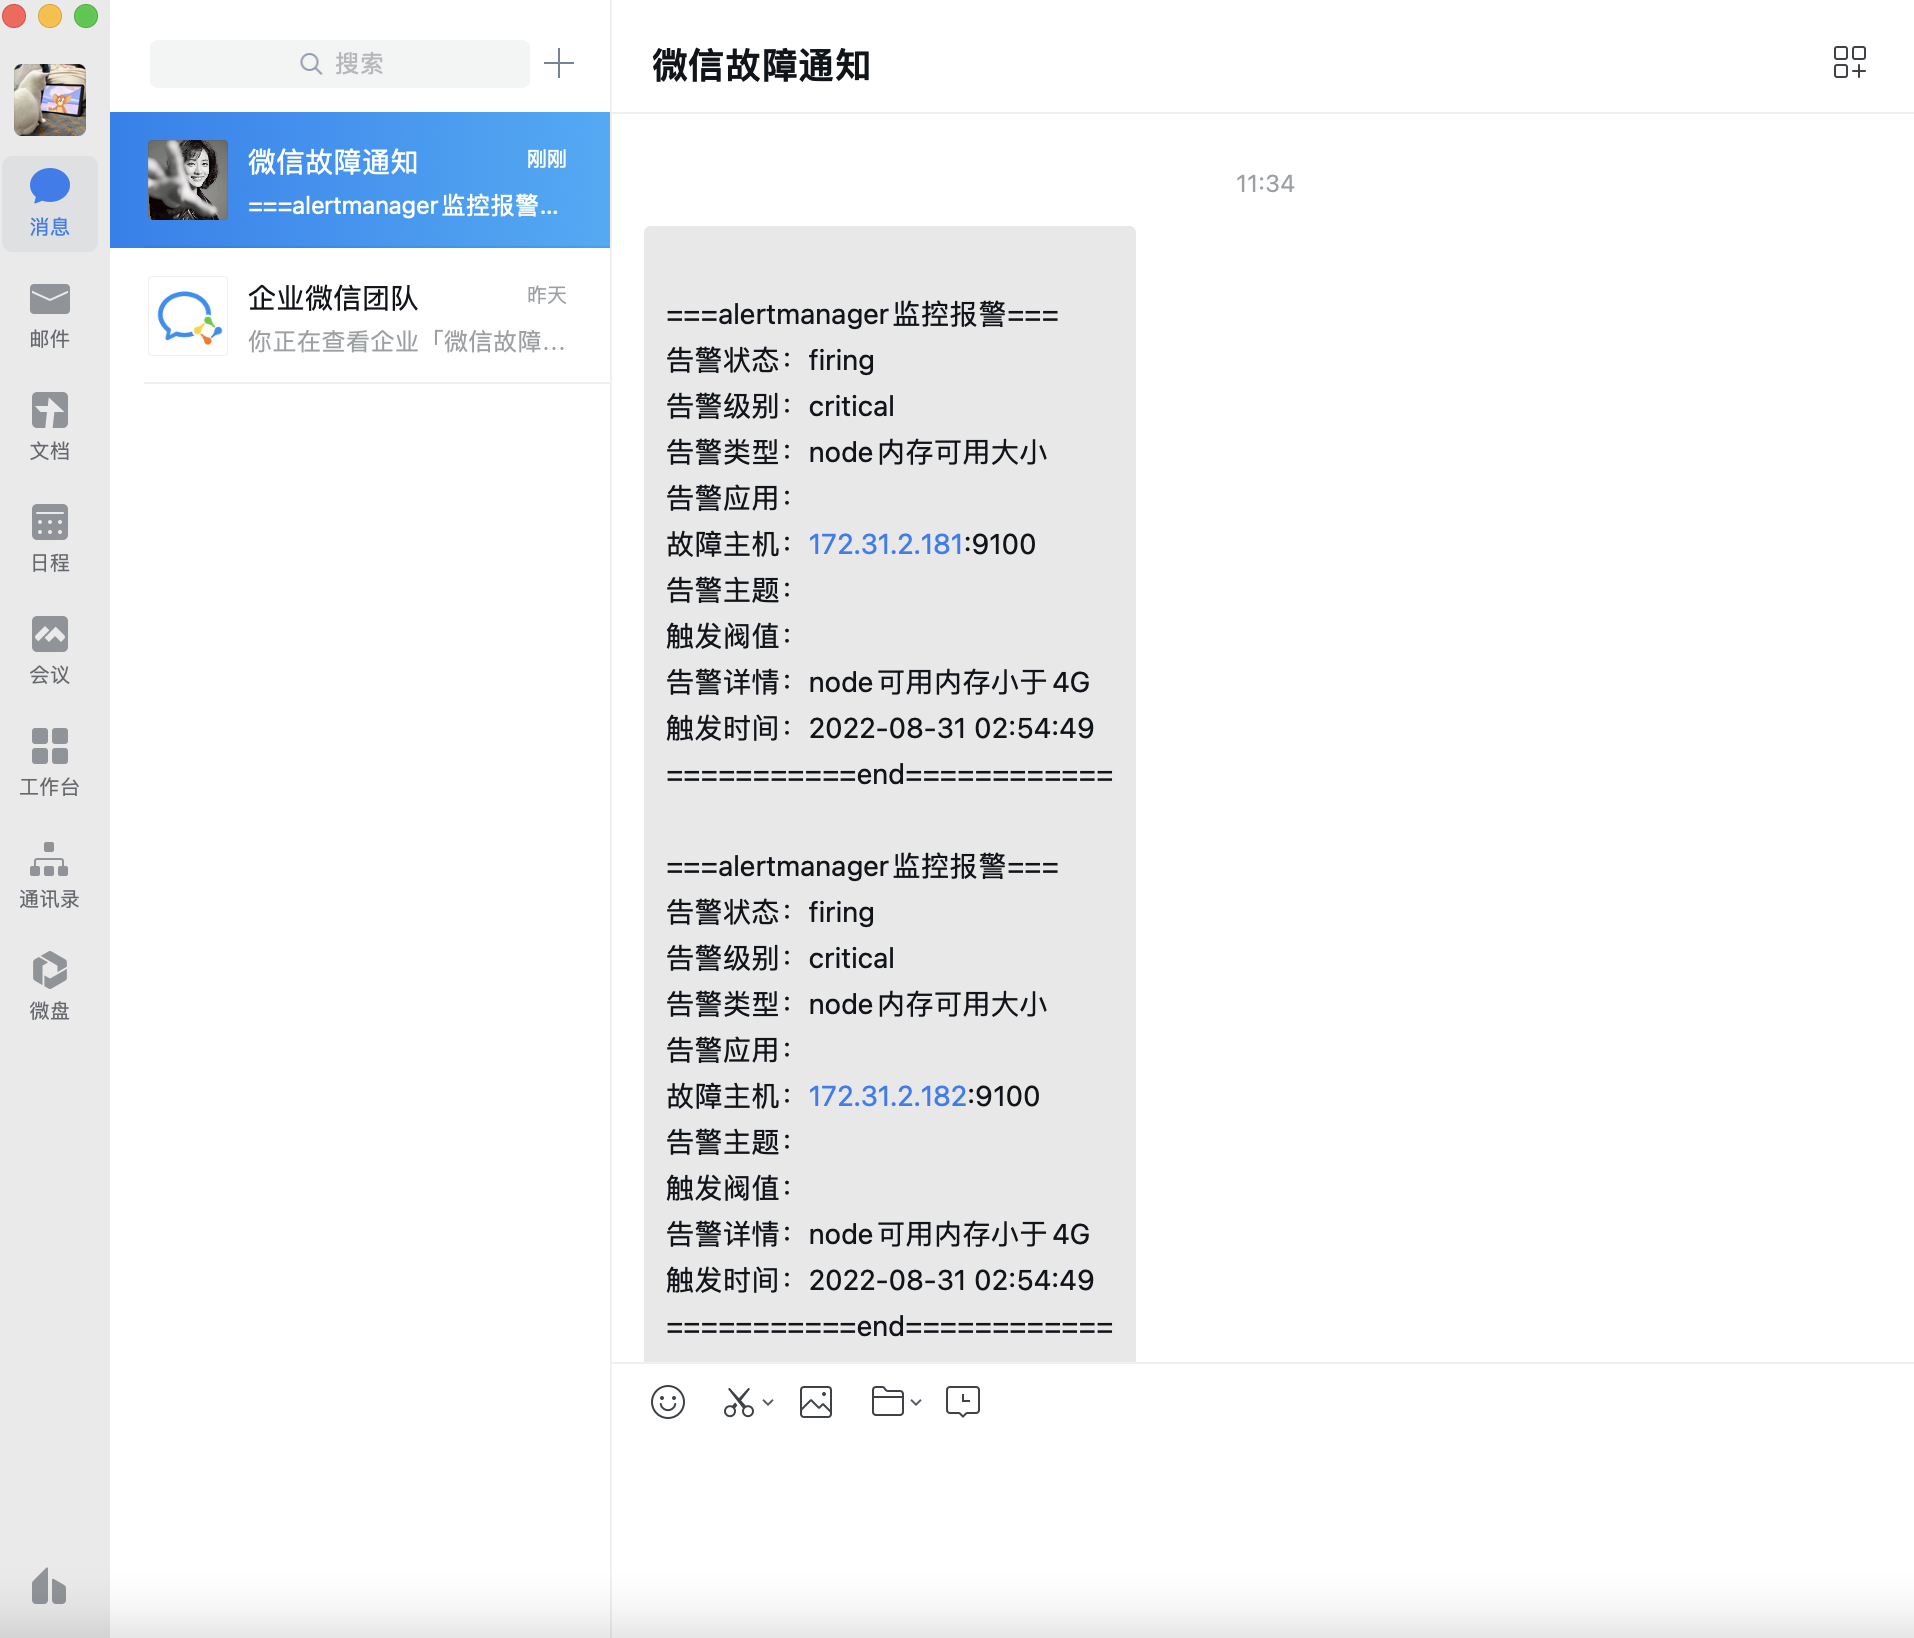 搜索
微信故障通知
刚刚
===alertmanager监控报警...
企业微信团队
昨天
你正在查看企业「微信故障...
消息
邮件
文档
日程
会议
工作台
通讯录
微盘
微信故障通知
11:34
===alertmanager监控报警===
告警状态：firing
告警级别：critical
告警类型：node内存可用大小
告警应用：
故障主机：172.31.2.181:9100
告警主题：
触发阀值：
告警详情：node可用内存小于4G
触发时间：2022-08-31 02:54:49
===========end============
===alertmanager监控报警===
告警状态：firing
告警级别：critical
告警类型：node内存可用大小
告警应用：
故障主机：172.31.2.182:9100
告警主题：
触发阀值：
告警详情：node可用内存小于4G
触发时间：2022-08-31 02:54:49
===========end============